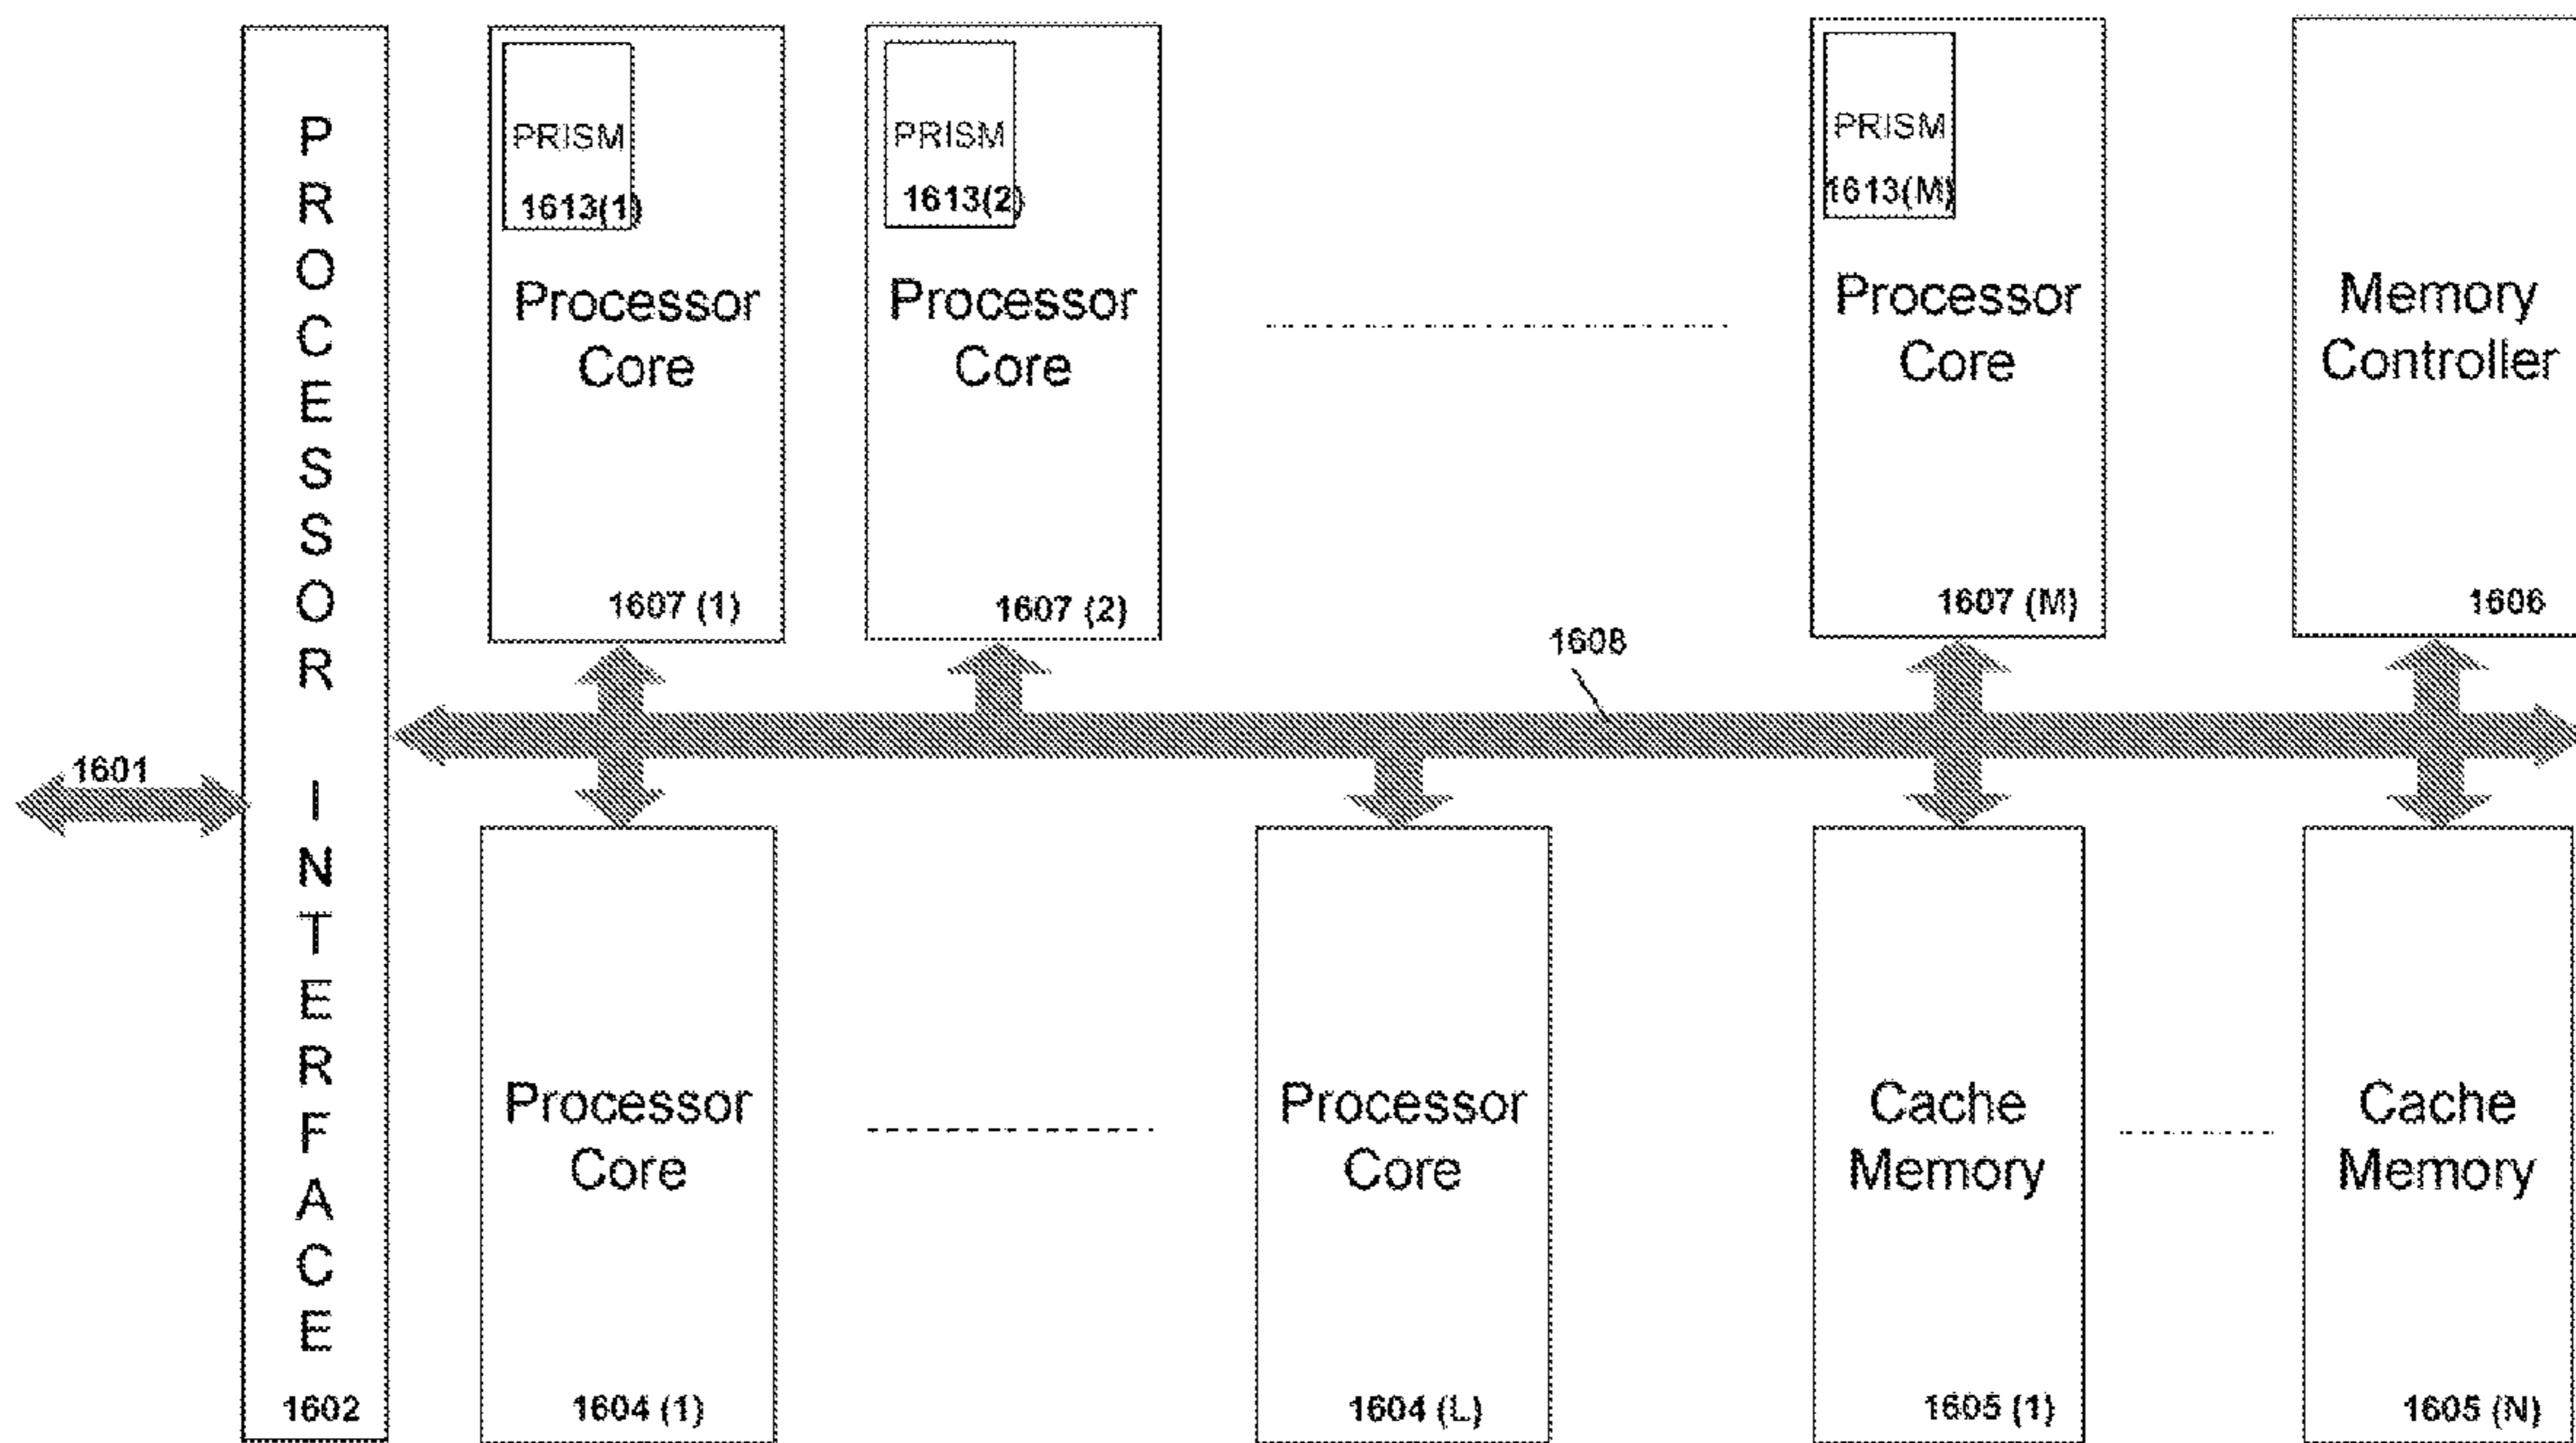 PROCESSOR INTERFACE
1602
1601
PRISM
1613(1)
Processor
Core
1607 (1)
PRISM
1613(2)
Processor
Core
1607 (2)
PRISM
1613(M)
Processor
Core
1607 (M)
Memory
Controller
1606
1608
Processor
Core
1604 (1)
Processor
Core
1604 (L)
Cache
Memory
1605 (1)
Cache
Memory
1605 (N)